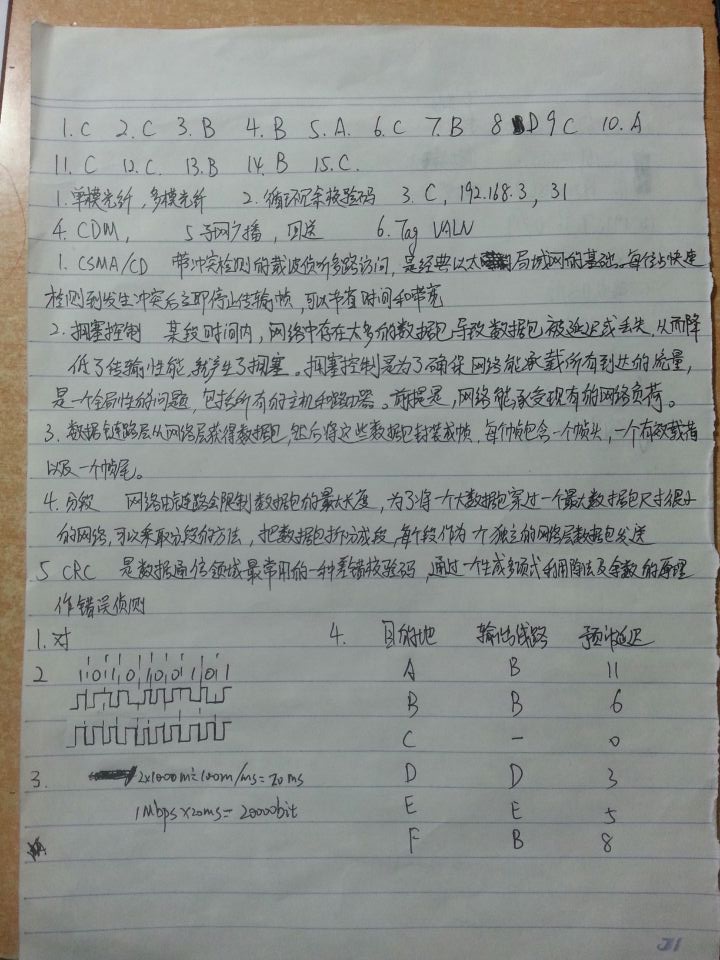 1. C 2. C 3. B 4. B 5. A. 6. C 7. B 8 D 9 C 10. A
11. C 12. C. 13. B 14. B 15. C.
1. 单模光纤, 多模光纤 2. 循环冗余校验码 3. C, 192.168.3, 31
4. CDM, 5 子网广播, 回送 6. Tag VALN
1. CSMA/CD 带冲突检测的载波侦听多路访问, 是经典以太局域网的基础。每个站快速
检测到发生冲突后立即停止传输帧, 可以节省时间和带宽
2. 拥塞控制 某段时间内, 网络中存在太多的数据包导致数据包被延迟或丢失, 从而降
低了传输性能, 就产生了拥塞。拥塞控制是为了确保网络能承载所有到达的流量,
是一个全局性的问题, 包括所有的主机和路由器。前提是, 网络能承受现有的网络负荷。
3. 数据链路层从网络层获得数据包, 然后将这些数据包封装成帧, 每个帧包含一个帧头, 一个有效载荷
以及一个帧尾。
4. 分段 网络或链路会限制数据包的最大长度, 为了将一个大数据包穿过一个最大数据包尺寸很小
的网络, 可以采取分段的方法, 把数据包拆分成段, 每个段作为一个独立的网络层数据包发送
5 CRC 是数据通信领域最常用的一种差错校验码, 通过一个生成多项式利用除法及余数的原理
作错误侦测
1. 对 4. 目的地 输出线路 预计延迟
2 1 0 1 1 0 1 0 0 1 0 1
A B 11
B B 6
C - 0
3. 2x1000m÷100m/ms=20ms D D 3
1Mbps x20ms= 20000bit E E 5
F B 8